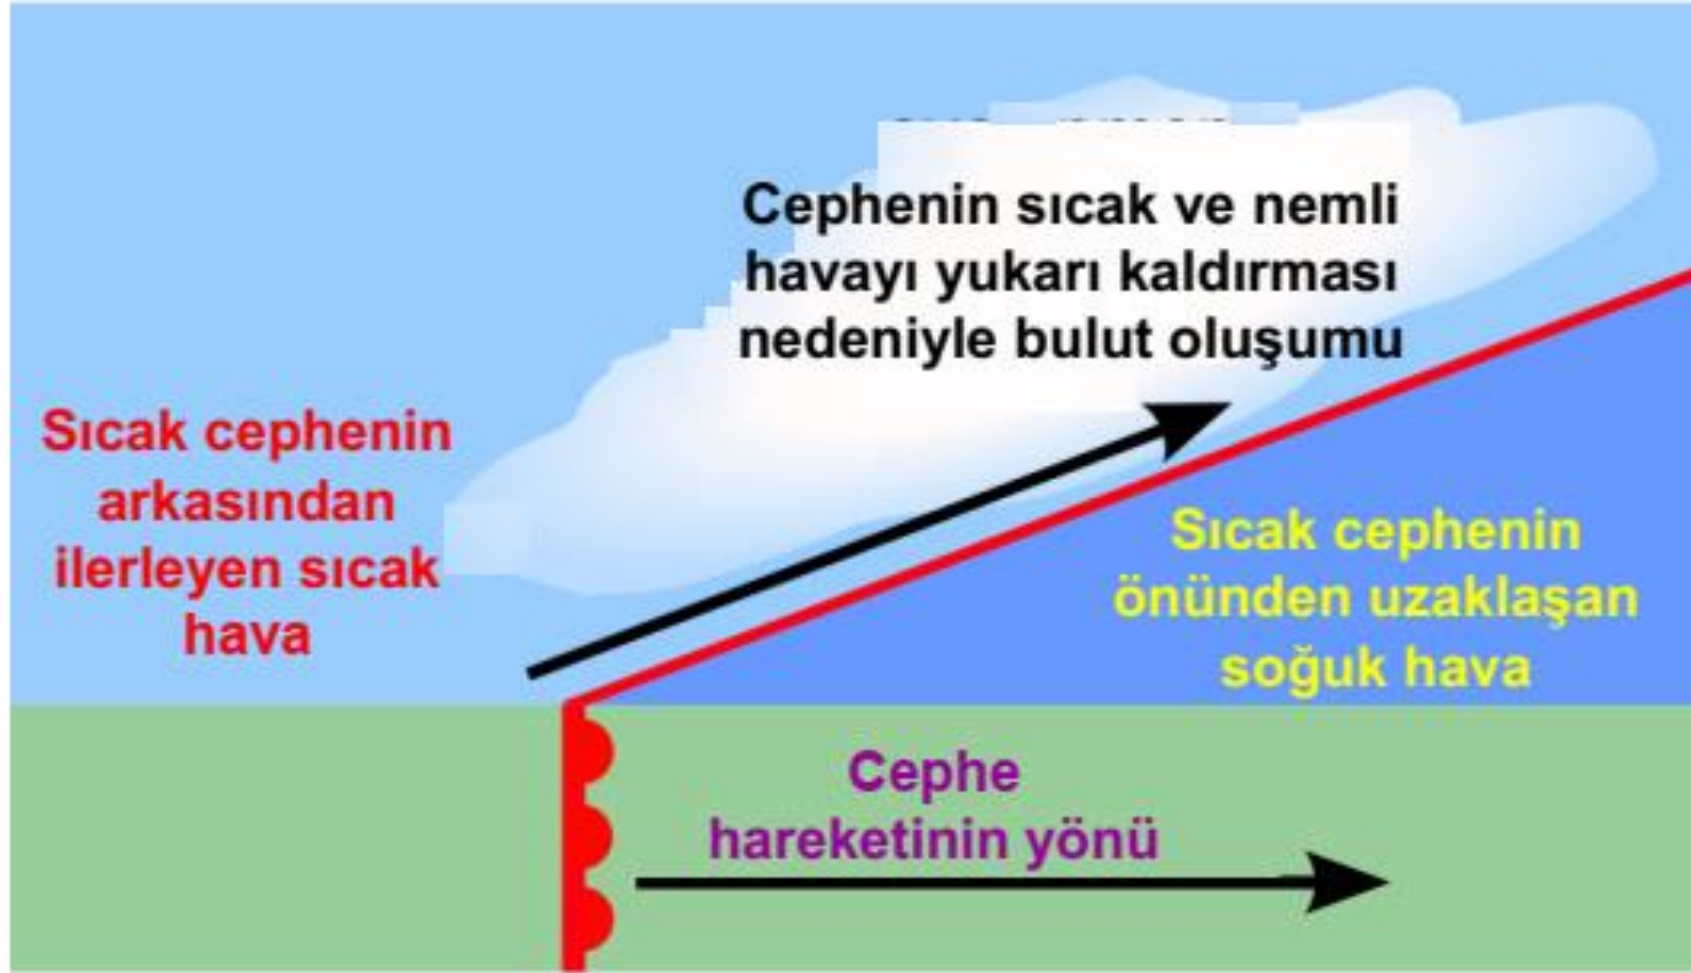 Cephenin sıcak ve nemli
havayı yukarı kaldırması
nedeniyle bulut oluşumu
Sıcak cephenin
arkasından
ilerleyen sıcak
hava
Sıcak cephenin
önünden uzaklaşan
soğuk hava
Cephe
hareketinin yönü